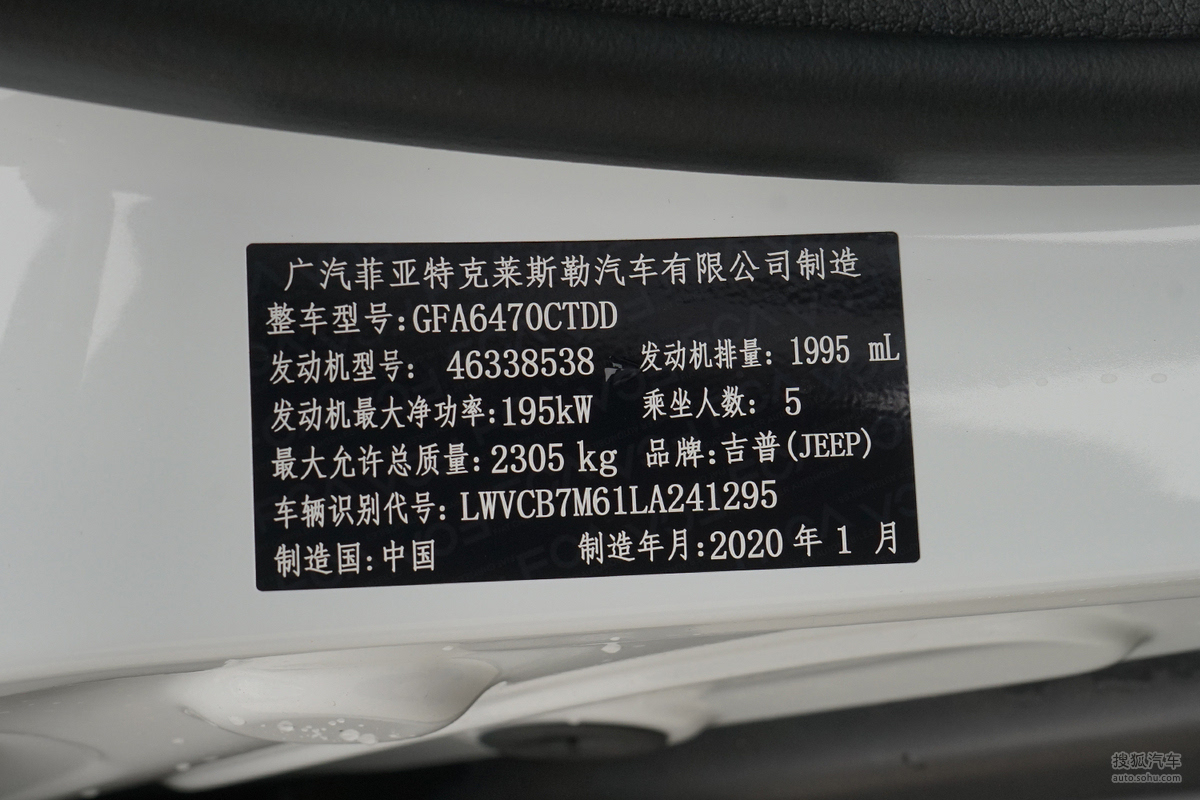 广汽菲亚特克莱斯勒汽车有限公司制造
整车型号:GFA6470CTDD
发动机型号: 46338538 发动机排量: 1995 mL
发动机最大净功率:195kW 乘坐人数: 5
最大允许总质量:2305 kg 品牌:吉普(JEEP)
车辆识别代号: LWVCB7M61LA241295
制造国:中国 制造年月:2020年1月
搜狐汽车
auto.sohu.com